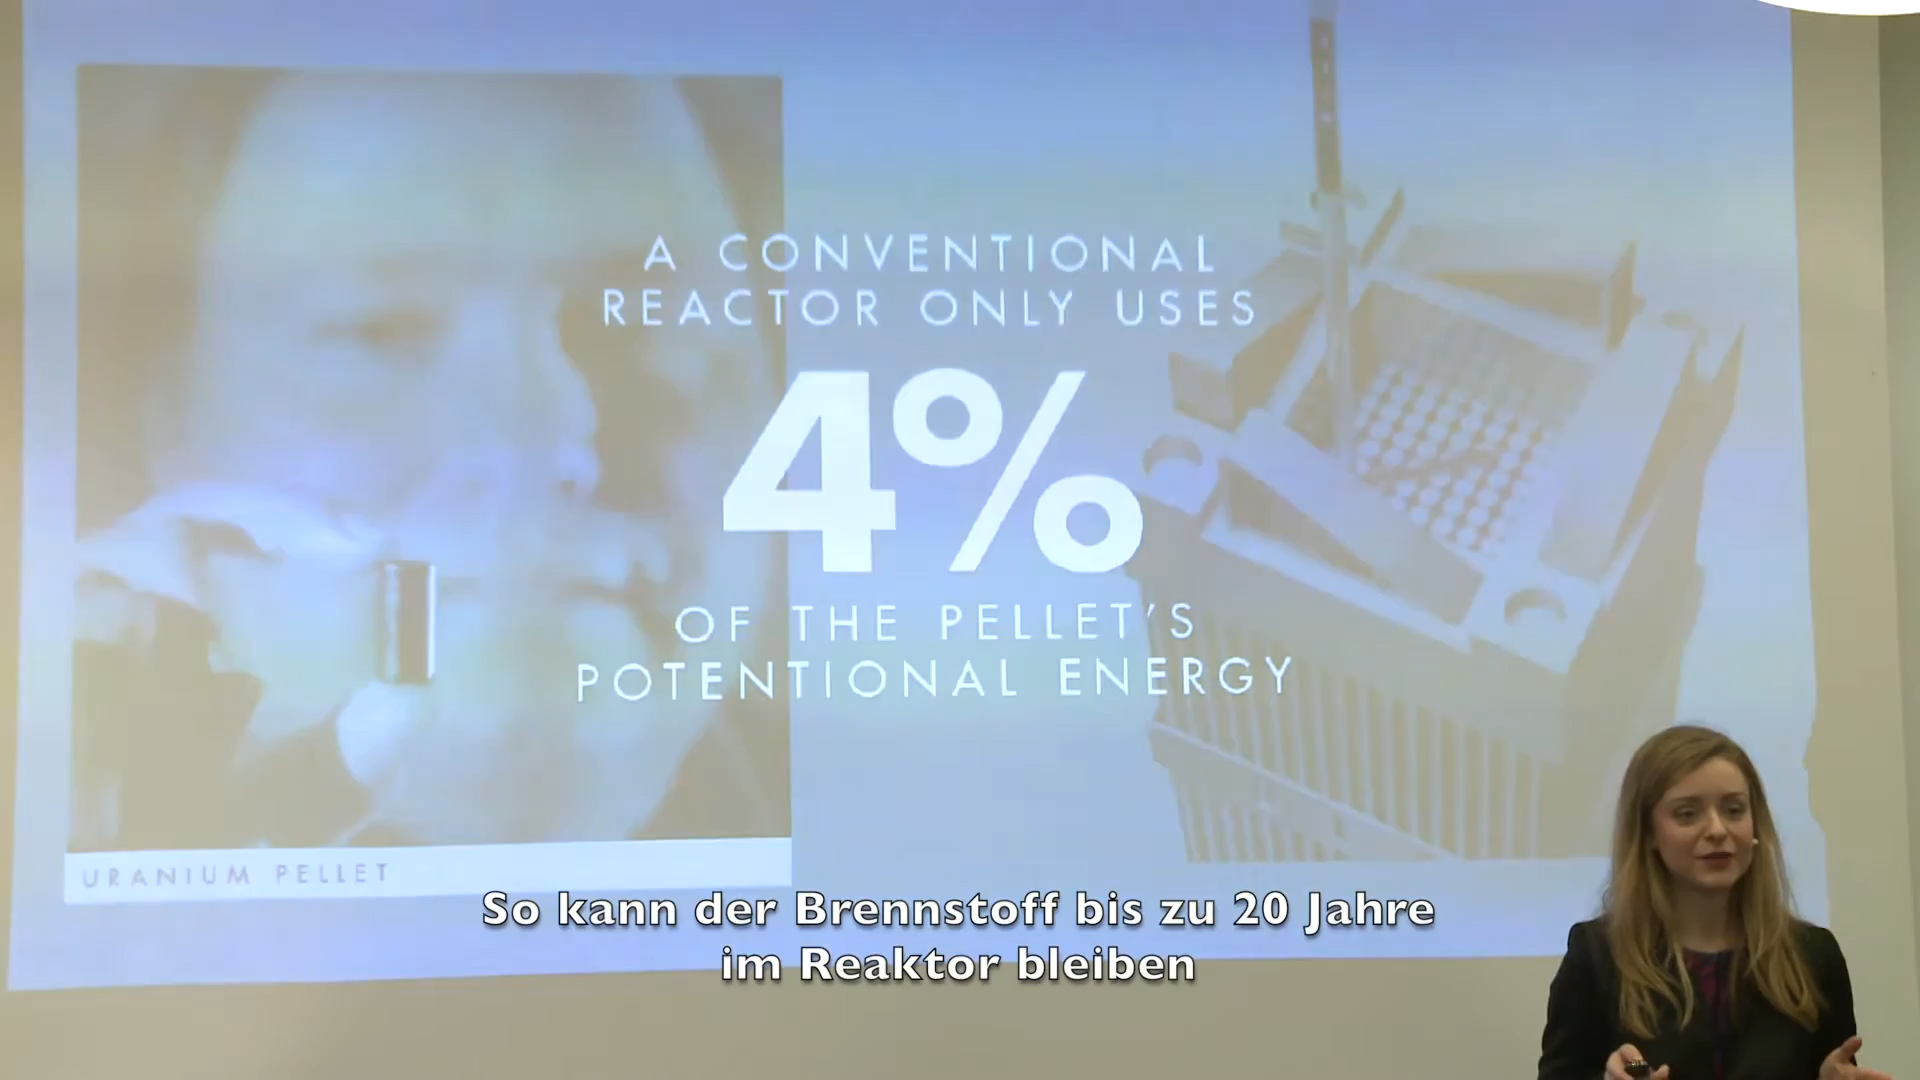 A CONVENTIONAL
REACTOR ONLY USES
4%
OF THE PELLET'S
POTENTIONAL ENERGY
URANIUM PELLET
So kann der Brennstoff bis zu 20 Jahre
im Reaktor bleiben